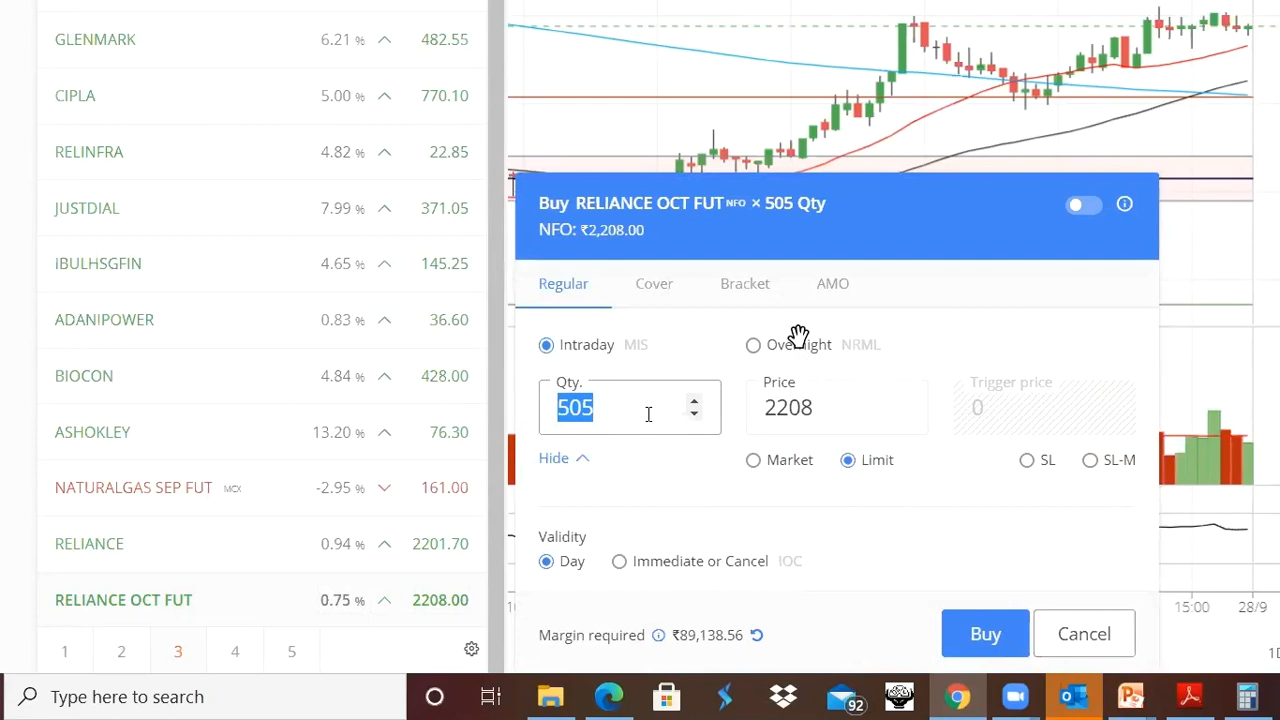 GLENMARK 6.21 % 482.55
CIPLA 5.00 % 770.10
RELINFRA 4.82 % 22.85
JUSTDIAL 7.99 % 371.05
IBULHSGFIN 4.65 % 145.25
ADANIPOWER 0.83 % 36.60
BIOCON 4.84 % 428.00
ASHOKLEY 13.20 % 76.30
NATURALGAS SEP FUT MCX -2.95 % 161.00
RELIANCE 0.94 % 2201.70
RELIANCE OCT FUT 0.75 % 2208.00
1 2 3 4 5
Buy RELIANCE OCT FUT NFO × 505 Qty
NFO: ₹2,208.00
Regular Cover Bracket AMO
Intraday MIS Overnight NRML
Qty. Price Trigger price
505 2208 0
Hide Market Limit SL SL-M
Validity
Day Immediate or Cancel IOC
Margin required ₹89,138.56 Buy Cancel
15:00 28/9
Type here to search
92